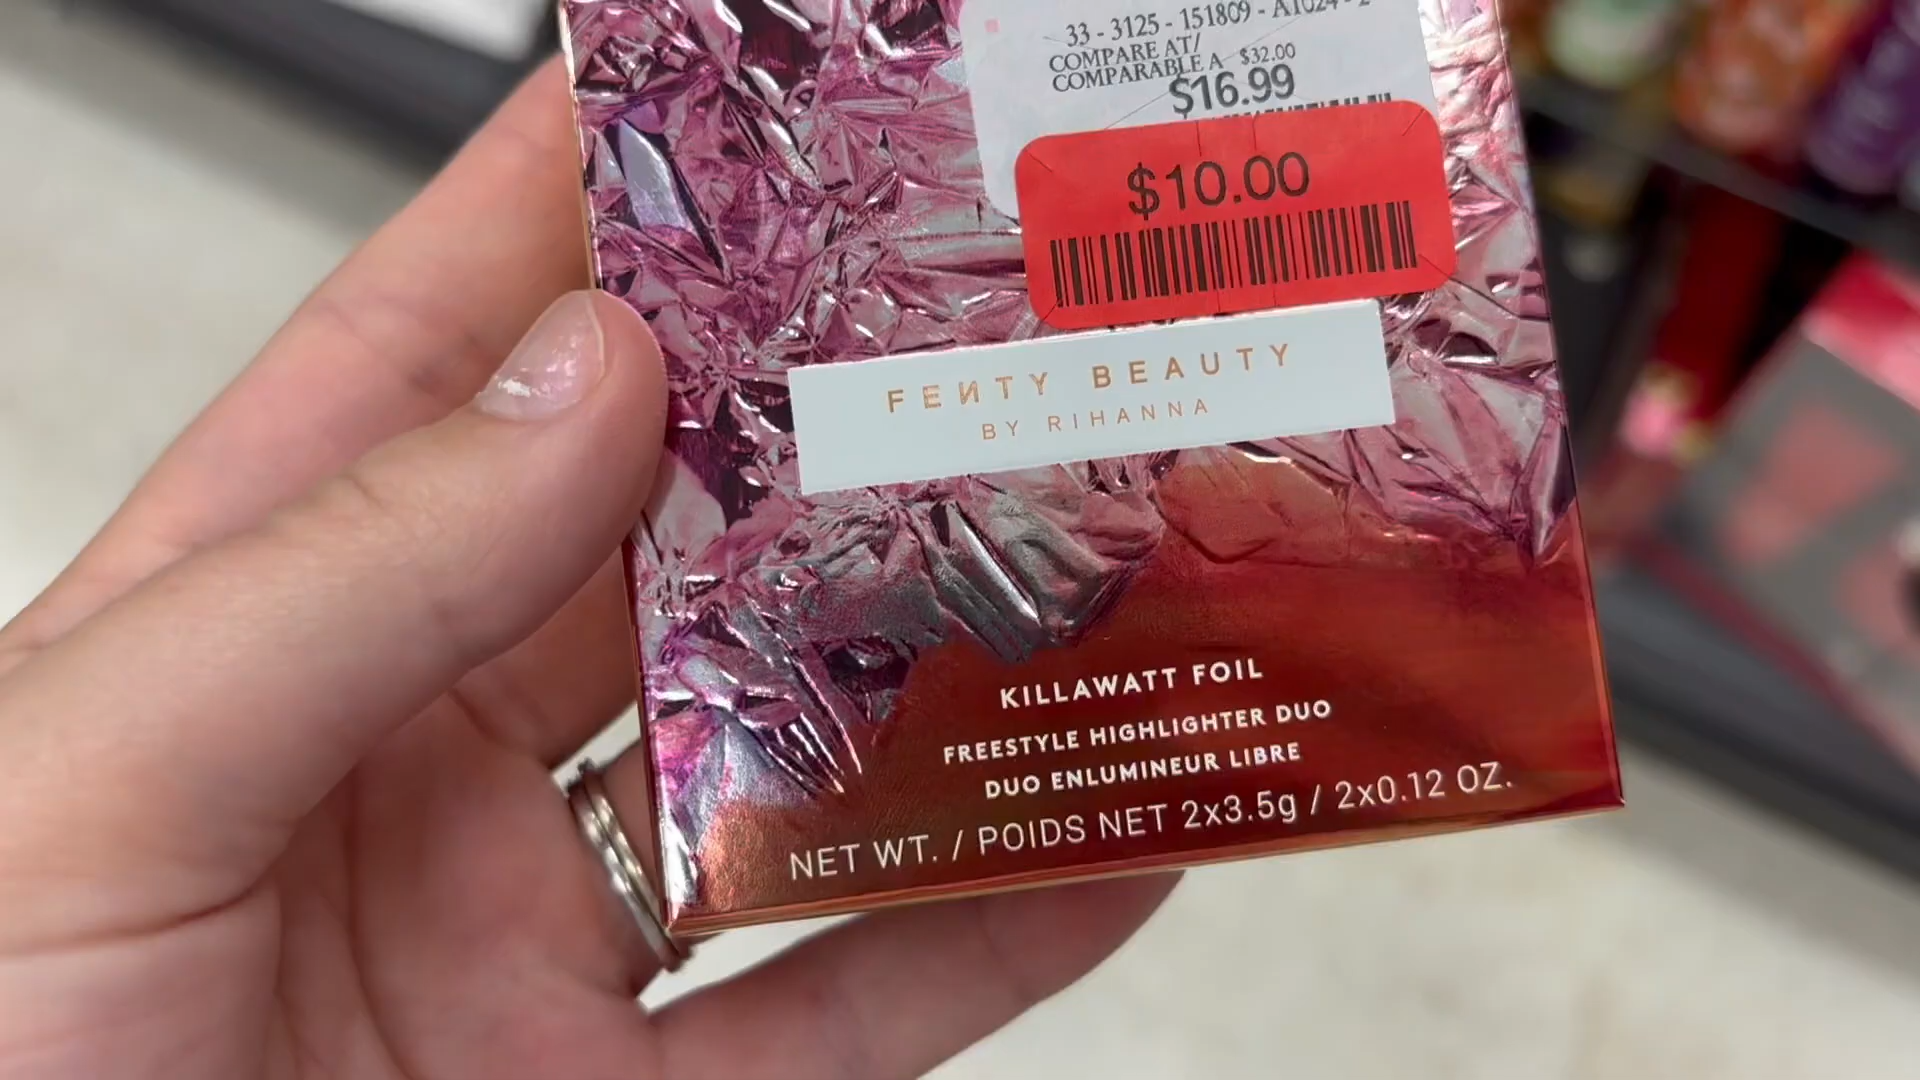 33 - 3125 - 151809 - A1024 - 2
COMPARE AT/
COMPARABLE A $32.00
$16.99
$10.00
FEИTY BEAUTY
BY RIHANNA
KILLAWATT FOIL
FREESTYLE HIGHLIGHTER DUO
DUO ENLUMINEUR LIBRE
NET WT. / POIDS NET 2x3.5g / 2x0.12 OZ.